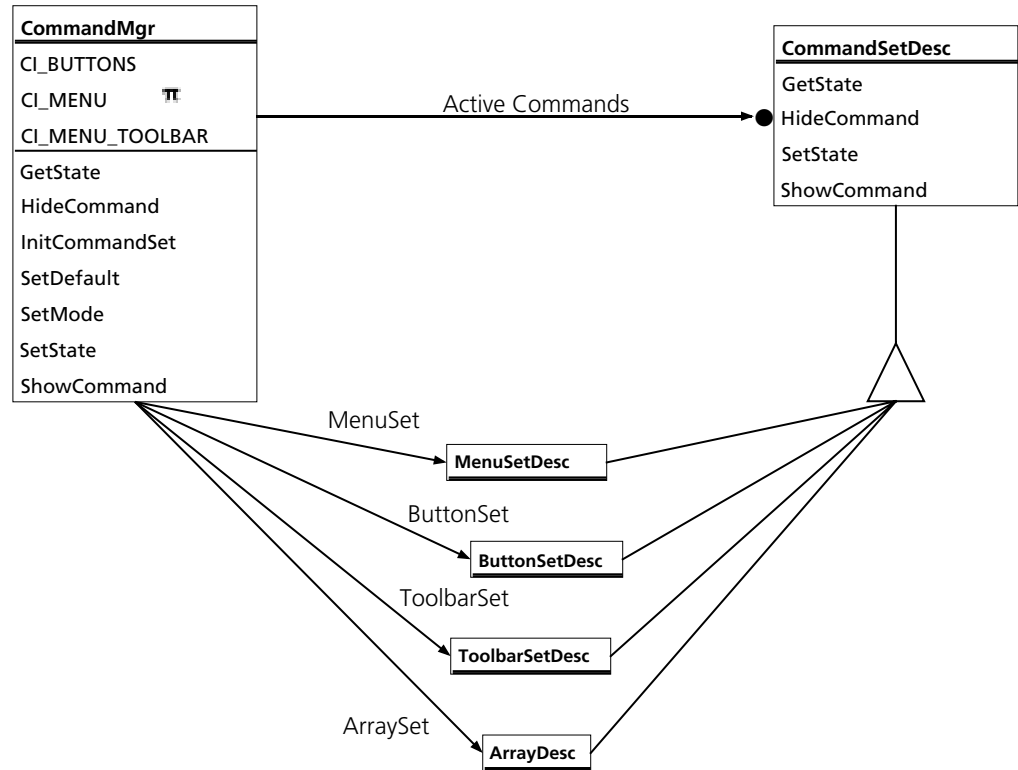 CommandMgr
CI_BUTTONS
CI_MENU π
CI_MENU_TOOLBAR
GetState
HideCommand
InitCommandSet
SetDefault
SetMode
SetState
ShowCommand
Active Commands
CommandSetDesc
GetState
HideCommand
SetState
ShowCommand
MenuSet
MenuSetDesc
ButtonSet
ButtonSetDesc
ToolbarSet
ToolbarSetDesc
ArraySet
ArrayDesc